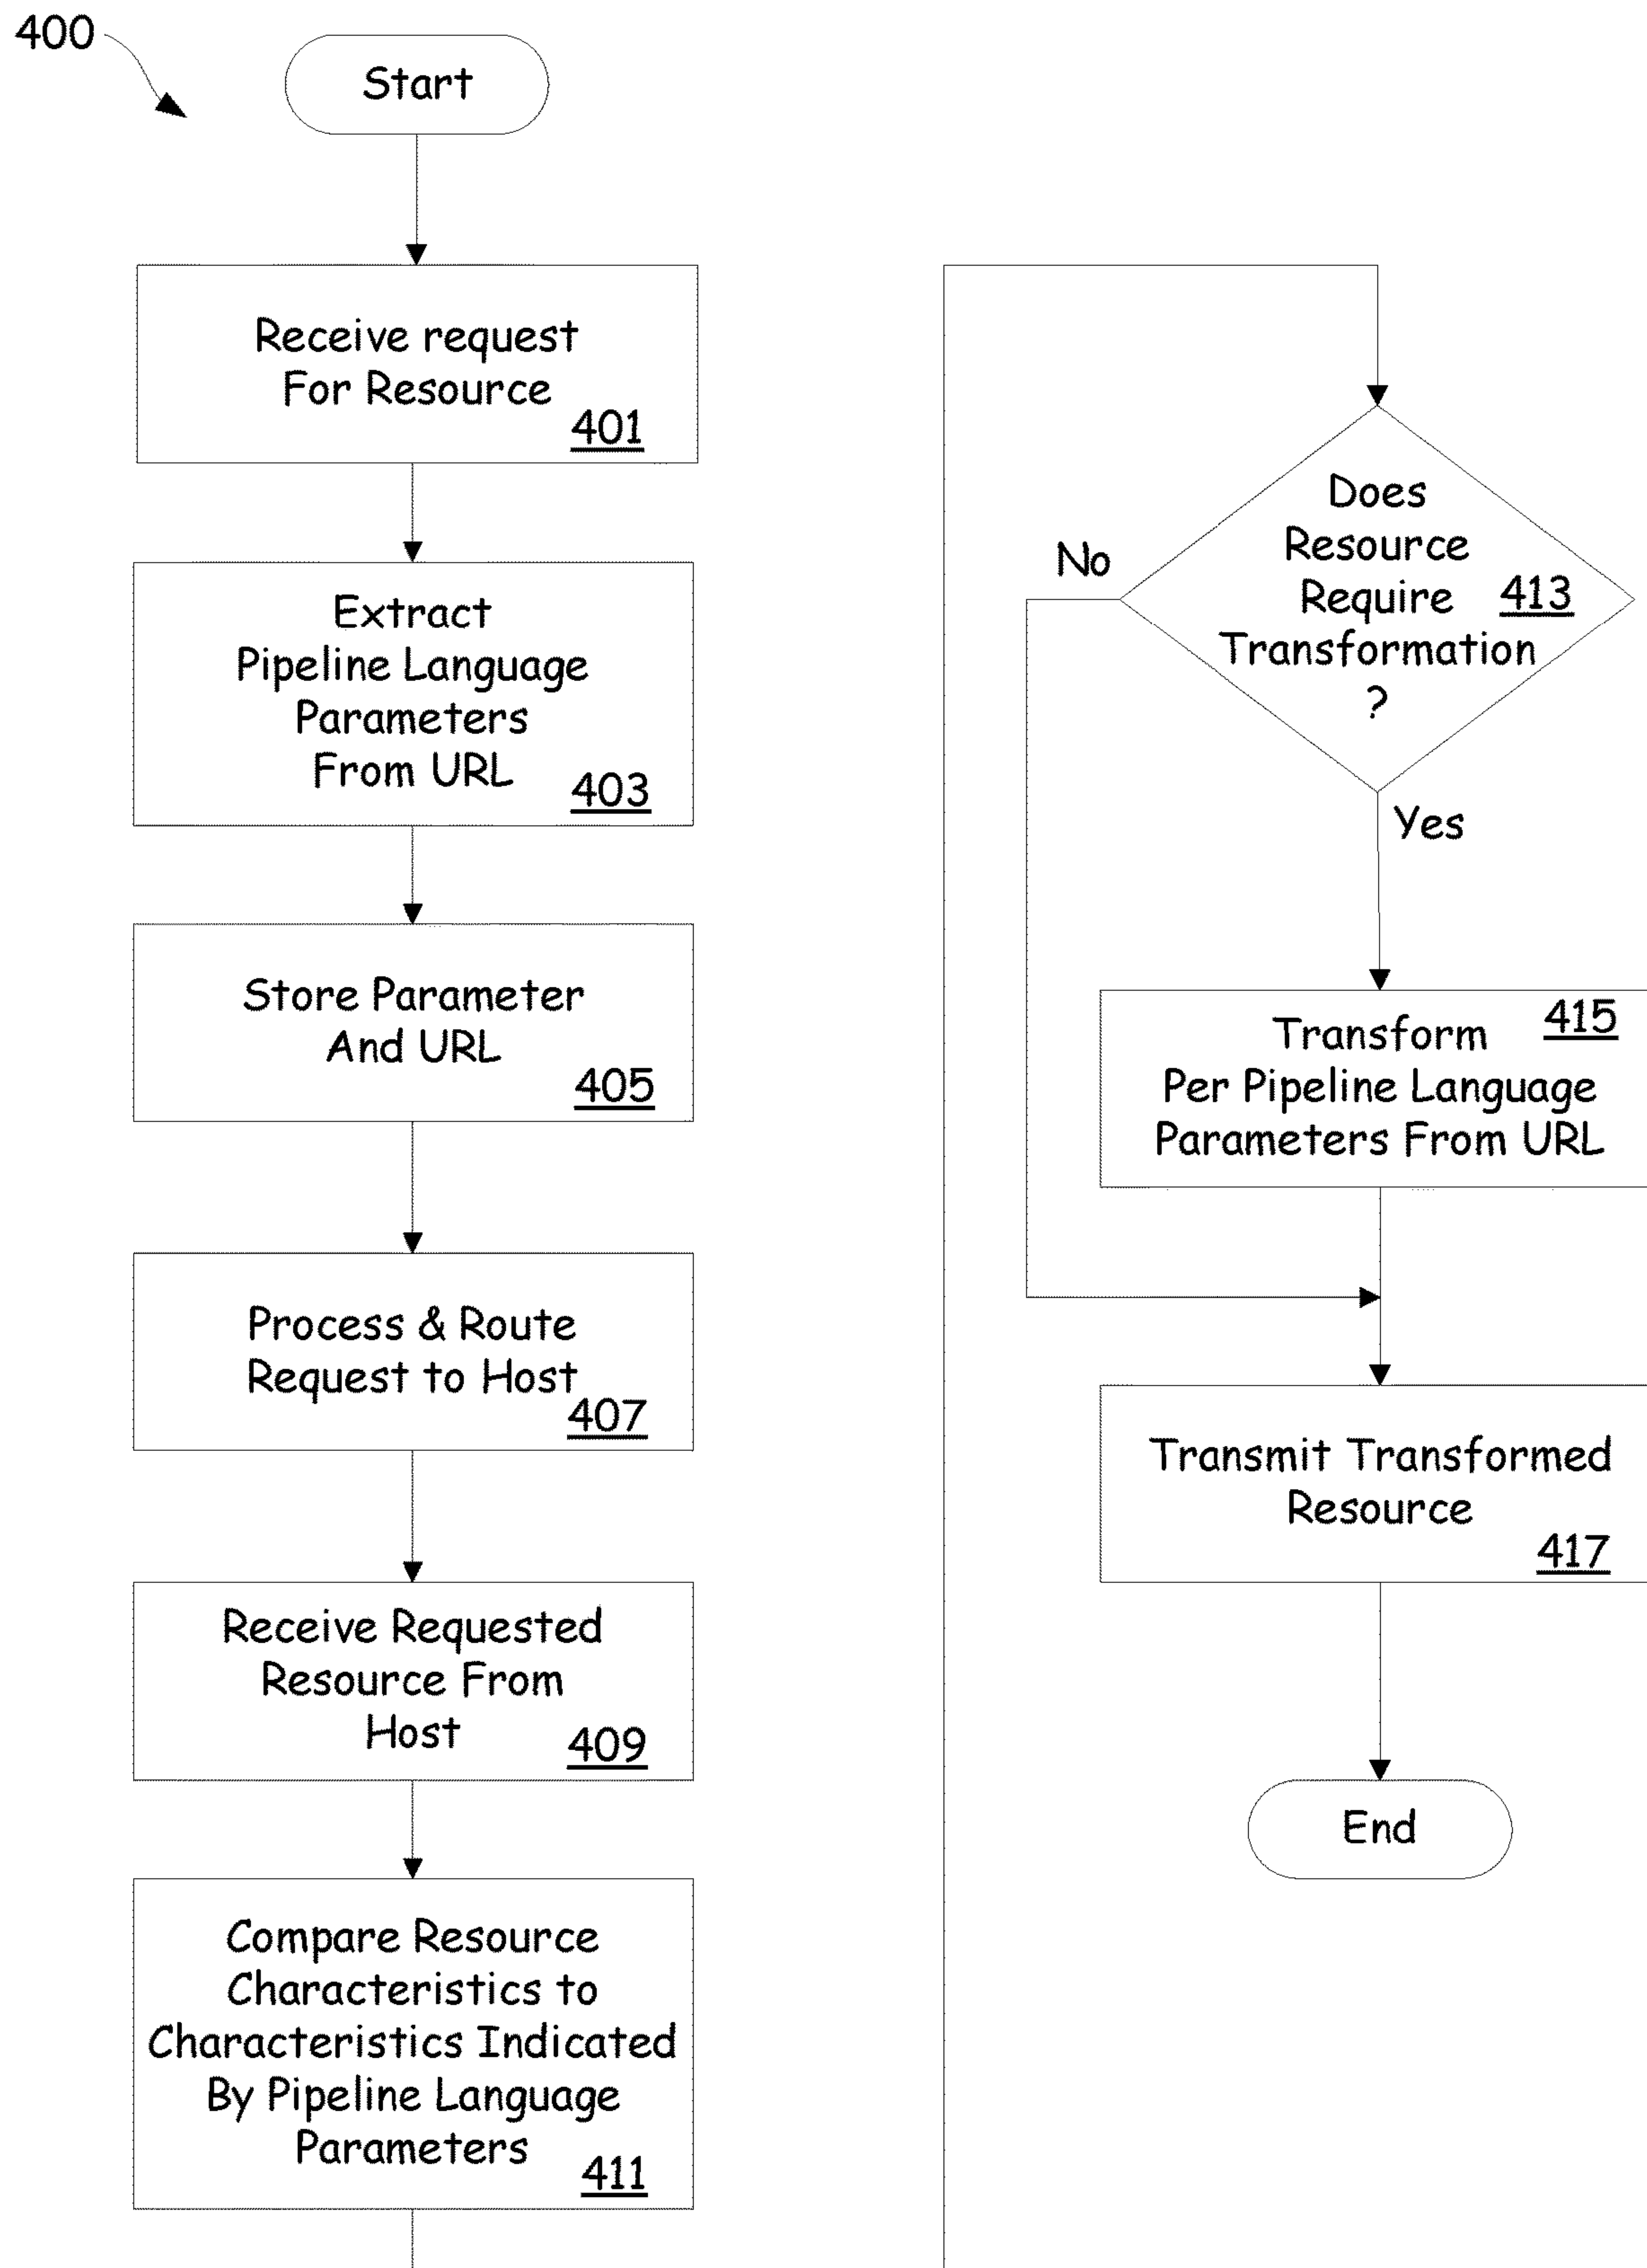 400
Start
Receive request
For Resource
401
Extract
Pipeline Language
Parameters
From URL
403
Store Parameter
And URL
405
Process & Route
Request to Host
407
Receive Requested
Resource From
Host
409
Compare Resource
Characteristics to
Characteristics Indicated
By Pipeline Language
Parameters
411
Does
Resource
Require
413
Transformation
?
No
Yes
415
Transform
Per Pipeline Language
Parameters From URL
Transmit Transformed
Resource
417
End